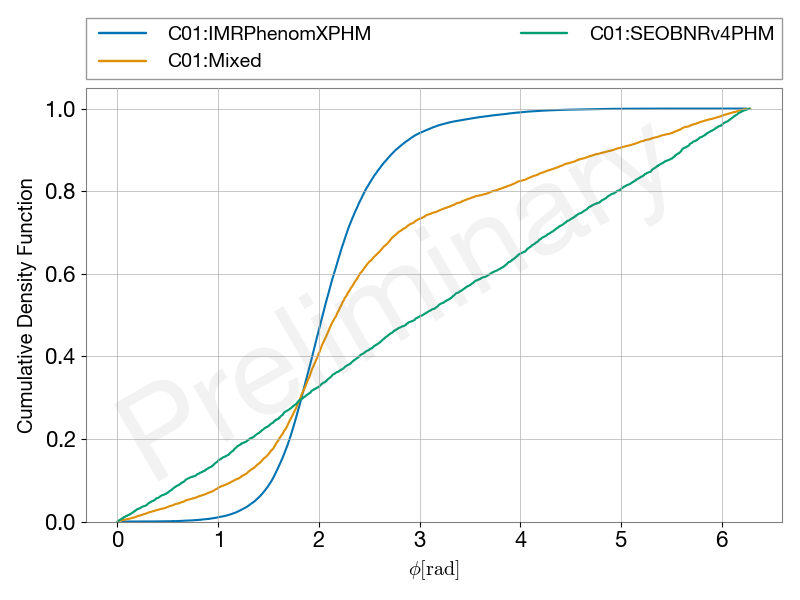 C01:IMRPhenomXPHM
C01:Mixed
C01:SEOBNRv4PHM
1.0
0.8
0.6
0.4
0.2
0.0
Cumulative Density Function
Preliminary
0 1 2 3 4 5 6
ϕ[rad]